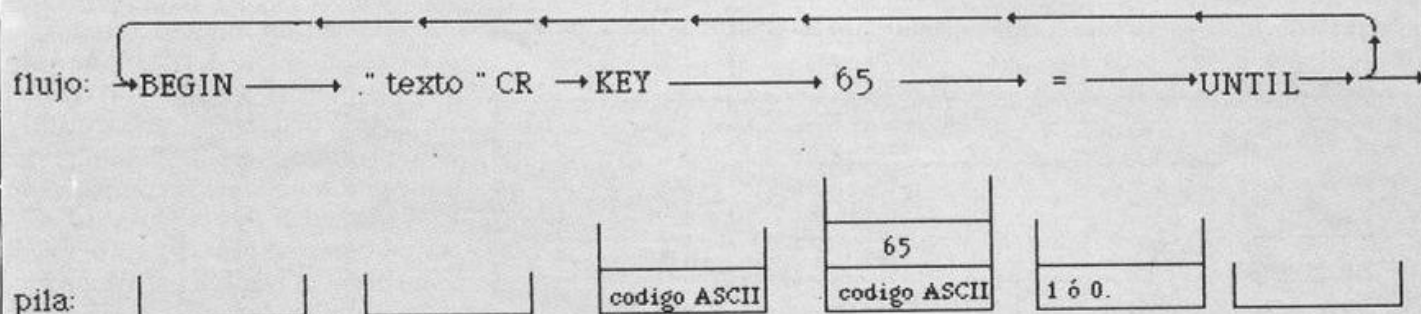 flujo: BEGIN ." texto " CR KEY 65 = UNTIL
65
codigo ASCII codigo ASCII 1 ó 0.
pila: